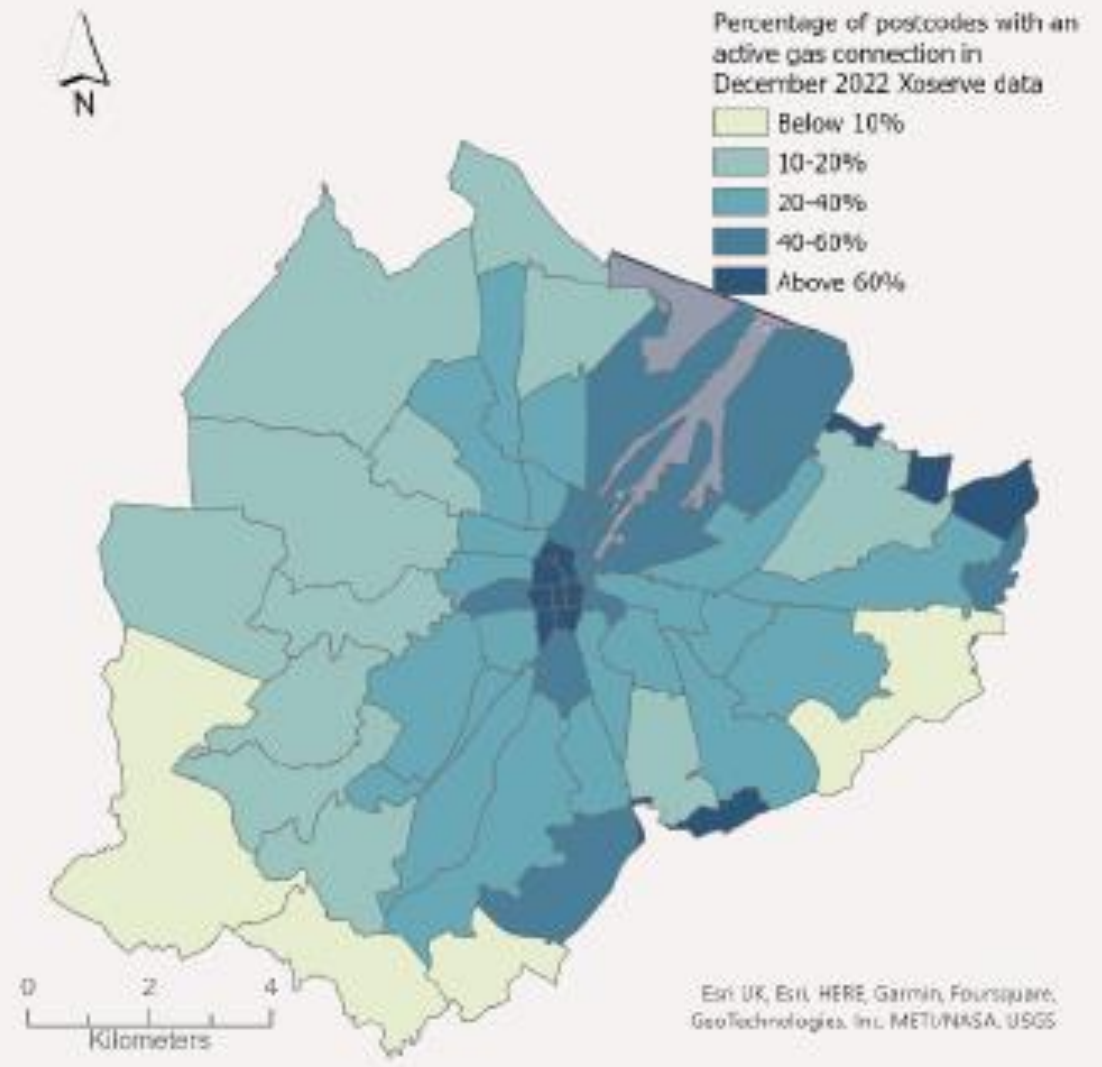 N
Percentage of postcodes with an
active gas connection in
December 2022 Xoserve data
Below 10%
10-20%
20-40%
40-60%
Above 60%
0 2 4
Kilometers
Esri UK, Esri, HERE, Garmin, Foursquare,
GeoTechnologies, Inc, METI/NASA, USGS